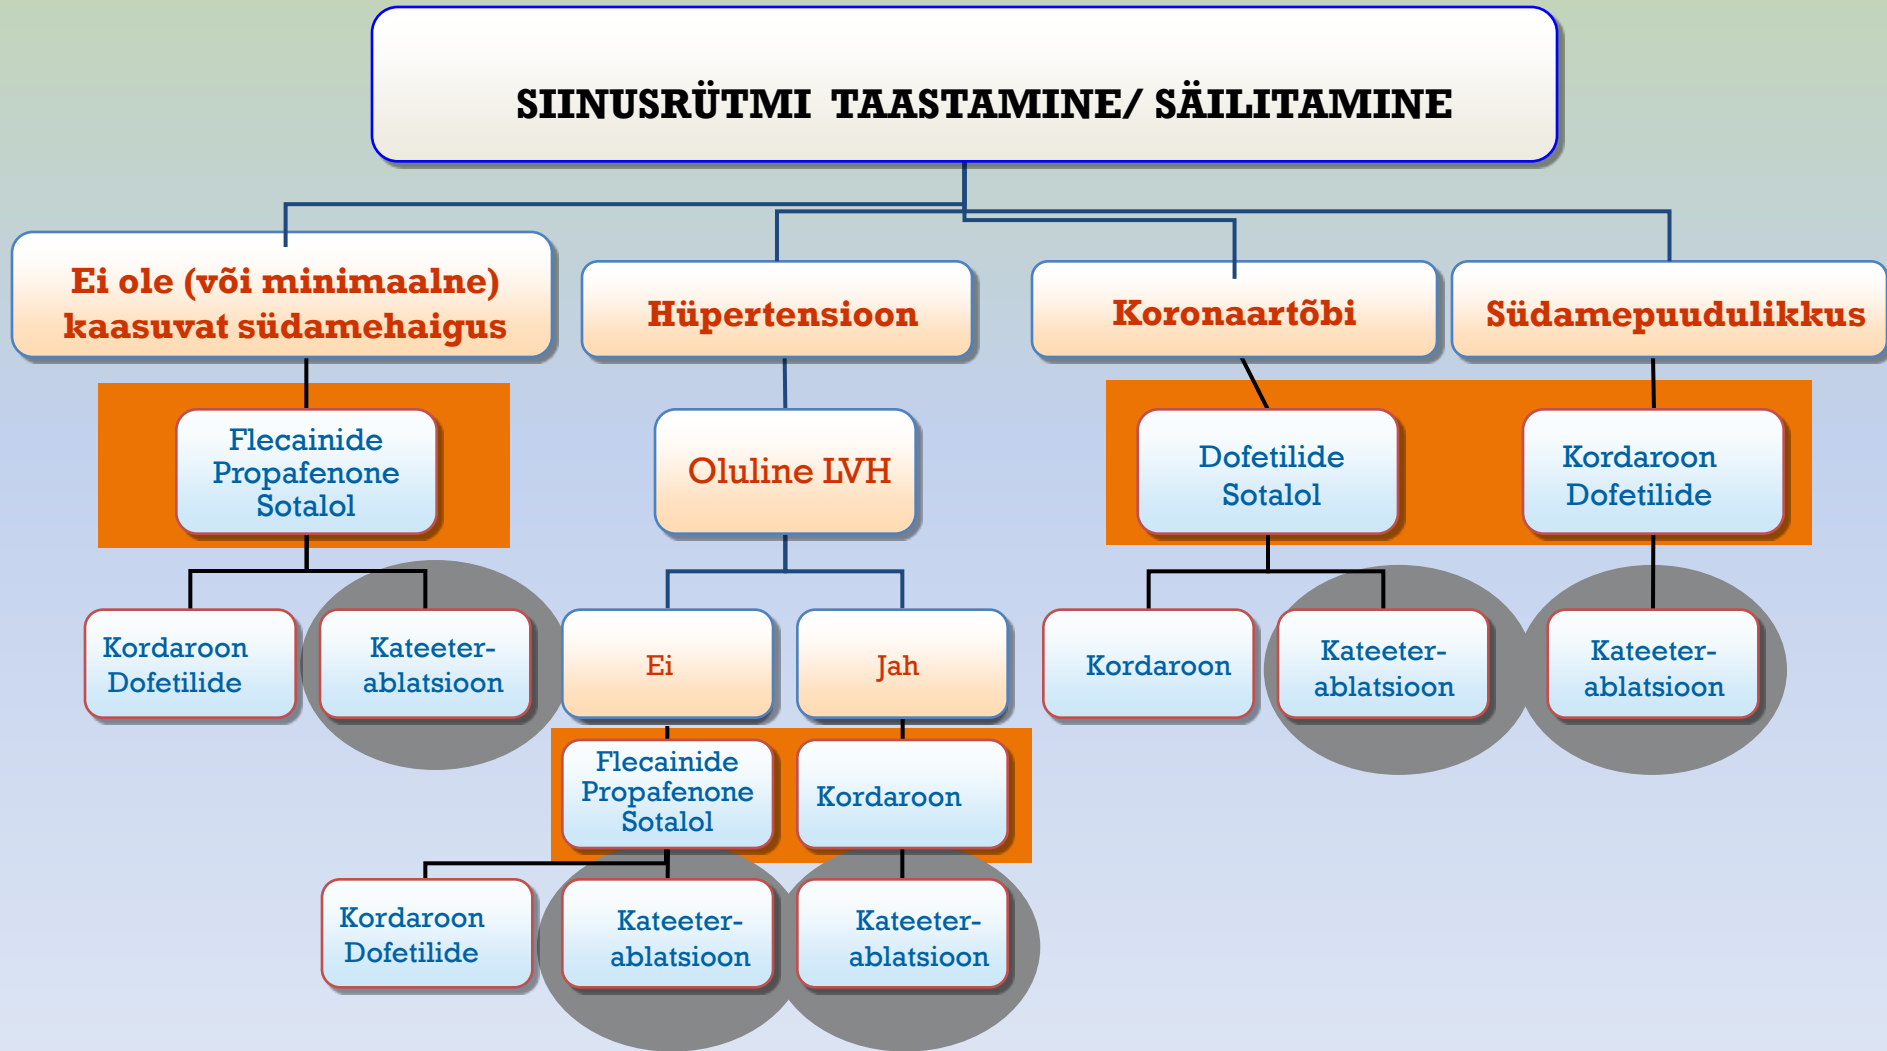 SIINUSRÜTMI TAASTAMINE/ SÄILITAMINE
Ei ole (või minimaalne)
kaasuvat südamehaigus
Hüpertensioon
Koronaartõbi
Südamepuudulikkus
Flecainide
Propafenone
Sotalol
Oluline LVH
Dofetilide
Sotalol
Kordaroon
Dofetilide
Kordaroon
Dofetilide
Kateeter-
ablatsioon
Ei
Jah
Kordaroon
Kateeter-
ablatsioon
Kateeter-
ablatsioon
Flecainide
Propafenone
Sotalol
Kordaroon
Kordaroon
Dofetilide
Kateeter-
ablatsioon
Kateeter-
ablatsioon